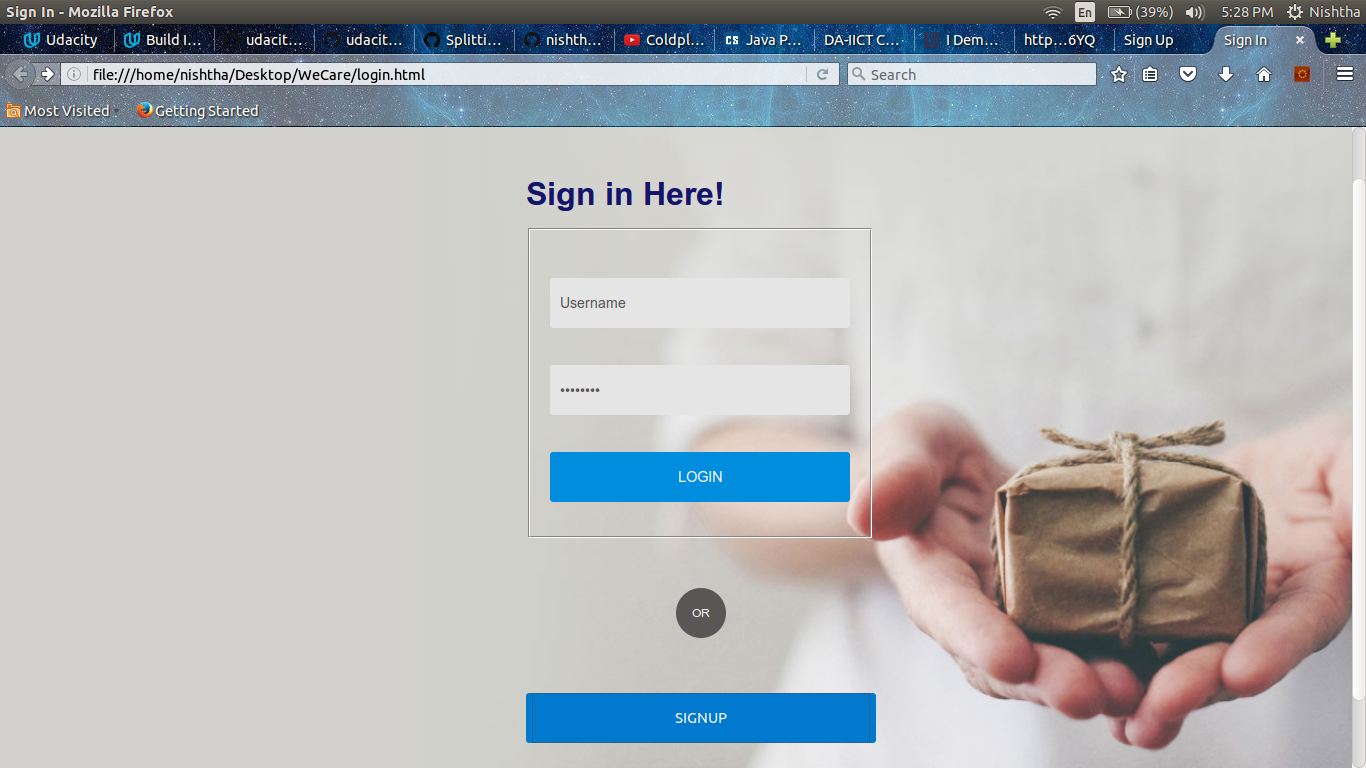 Sign In - Mozilla Firefox
En (39%) 5:28 PM Nishtha
Udacity Build I... udacit... udacit... Splitti... nishth... Coldpl... CS Java P... DA-IICT C... I Dem... http...6YQ Sign Up Sign In
file:///home/nishtha/Desktop/WeCare/login.html Search
Most Visited Getting Started
Sign in Here!
Username
••••••••
LOGIN
OR
SIGNUP